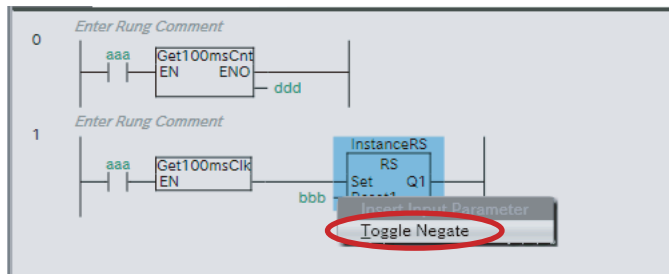 Enter Rung Comment
0
aaa
Get100msCnt
EN ENO
ddd
Enter Rung Comment
1
InstanceRS
aaa
Get100msClk
RS
EN
Set Q1
bbb
Reset1
Insert Input Parameter
Toggle Negate